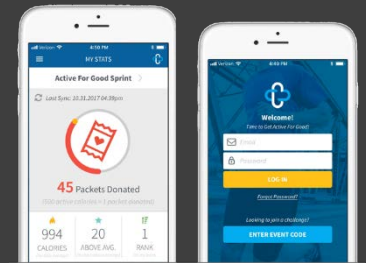 Verizon
4:50 PM
MY STATS
Active For Good Sprint
Last Sync: 10.31.2017 04:38pm
45 Packets Donated
994
CALORIES
20
ABOVE AVG.
1
RANK
Verizon
4:50 PM
Welcome!
Time to Get Active For Good!
Email
Password
LOG IN
Forgot Password?
Looking to join a challenge?
ENTER EVENT CODE